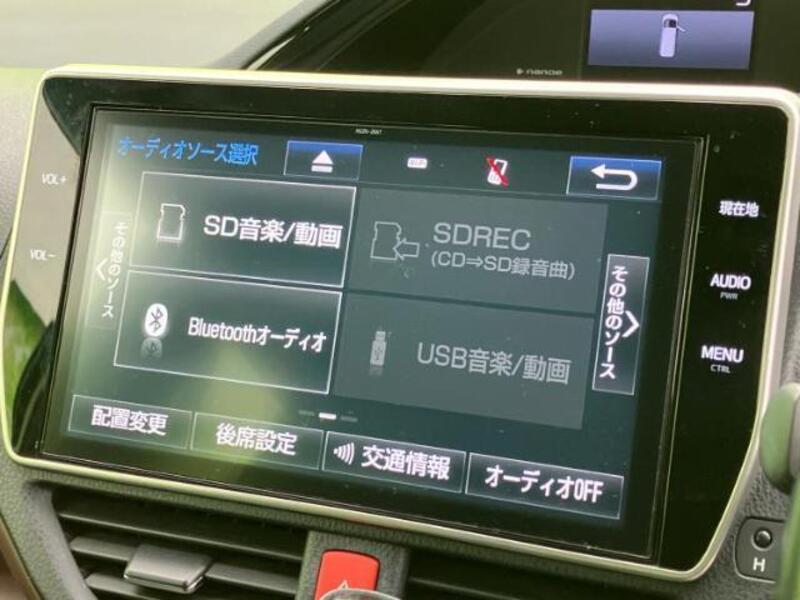 nanoe
VOL+
VOL−
オーディオソース選択
SD音楽/動画
SDREC
(CD⇒SD録音曲)
その他のソース
その他のソース
Bluetoothオーディオ
USB音楽/動画
配置変更
後席設定
交通情報
オーディオOFF
現在地
AUDIO
PWR
MENU
CTRL
H